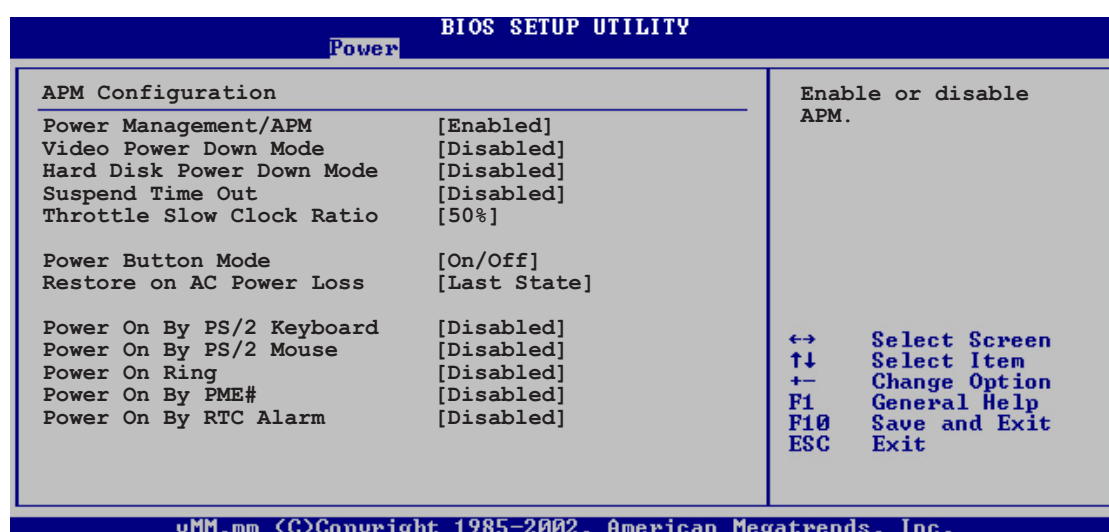 BIOS SETUP UTILITY
Power
APM Configuration
Power Management/APM [Enabled]
Video Power Down Mode [Disabled]
Hard Disk Power Down Mode [Disabled]
Suspend Time Out [Disabled]
Throttle Slow Clock Ratio [50%]
Power Button Mode [On/Off]
Restore on AC Power Loss [Last State]
Power On By PS/2 Keyboard [Disabled]
Power On By PS/2 Mouse [Disabled]
Power On Ring [Disabled]
Power On By PME# [Disabled]
Power On By RTC Alarm [Disabled]
Enable or disable
APM.
←→ Select Screen
↑↓ Select Item
+- Change Option
F1 General Help
F10 Save and Exit
ESC Exit
vMM.mm (C)Copyright 1985-2002, American Megatrends, Inc.